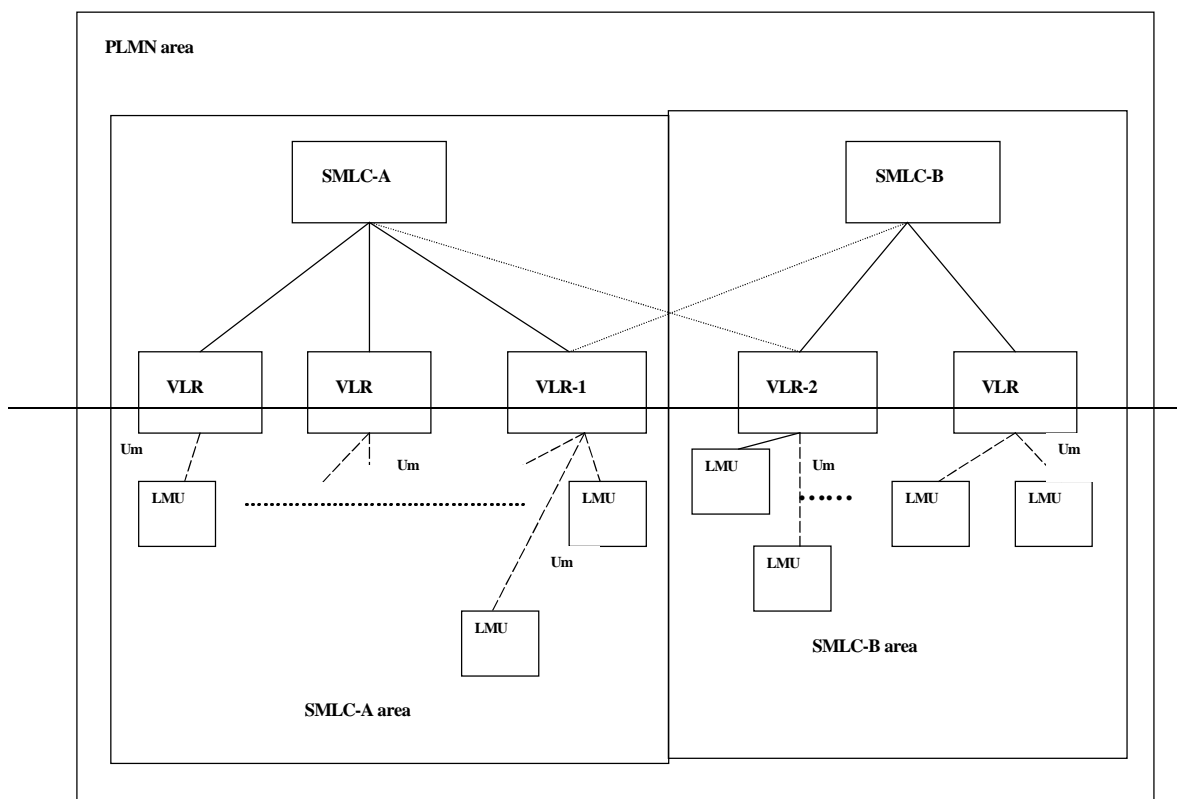 PLMN area
SMLC-A
SMLC-B
VLR
VLR
VLR-1
VLR-2
VLR
Um
Um
Um
Um
LMU
LMU
LMU
LMU
LMU
Um
LMU
LMU
SMLC-B area
SMLC-A area